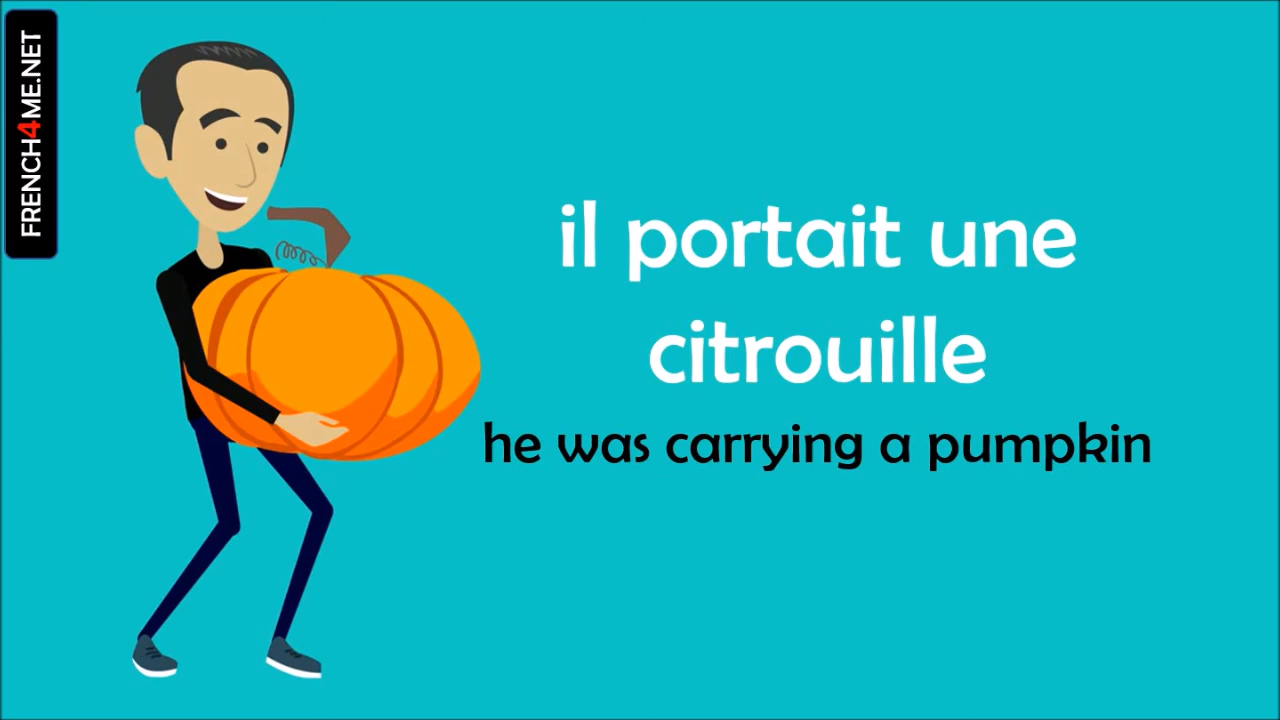 FRENCH4ME.NET
il portait une
citrouille
he was carrying a pumpkin